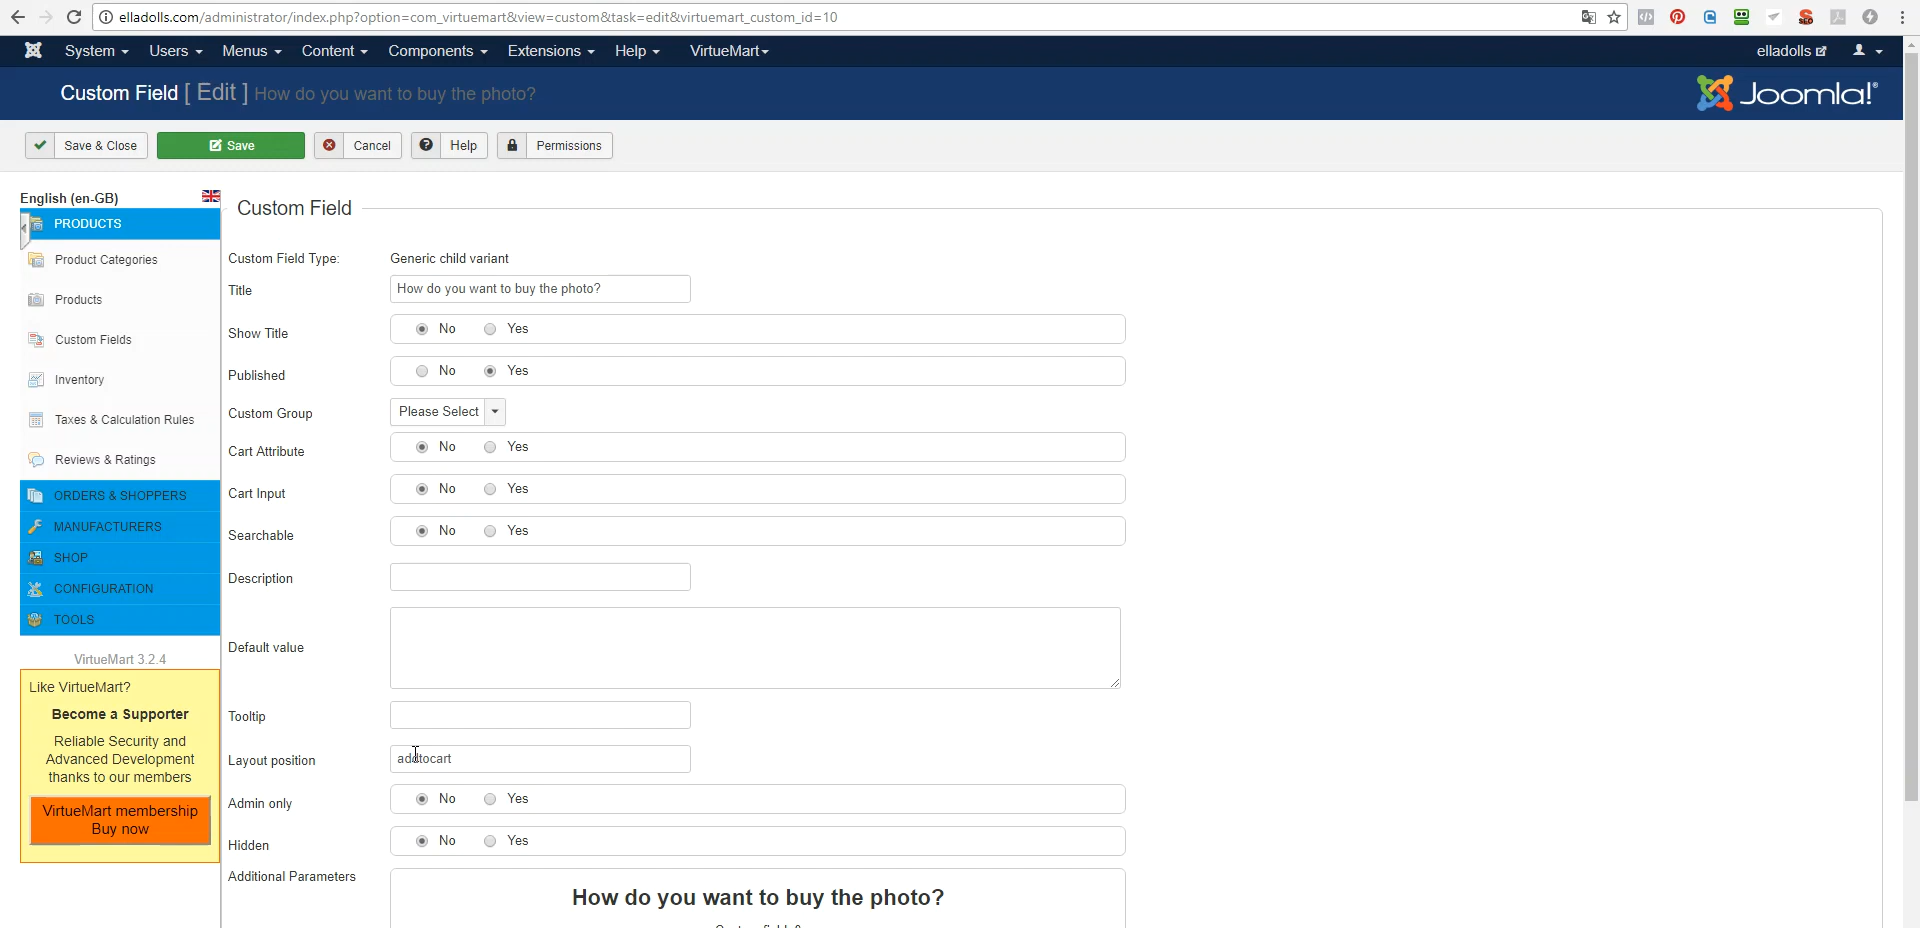 elladolls.com/administrator/index.php?option=com_virtuemart&view=custom&task=edit&virtuemart_custom_id=10
System Users Menus Content Components Extensions Help VirtueMart elladolls
Custom Field [ Edit ] How do you want to buy the photo? Joomla!
Save & Close Save Cancel Help Permissions
English (en-GB)
Custom Field
PRODUCTS
Product Categories
Products
Custom Fields
Inventory
Taxes & Calculation Rules
Reviews & Ratings
ORDERS & SHOPPERS
MANUFACTURERS
SHOP
CONFIGURATION
TOOLS
VirtueMart 3.2.4
Like VirtueMart?
Become a Supporter
Reliable Security and
Advanced Development
thanks to our members
VirtueMart membership
Buy now
Custom Field Type: Generic child variant
Title How do you want to buy the photo?
Show Title No Yes
Published No Yes
Custom Group Please Select
Cart Attribute No Yes
Cart Input No Yes
Searchable No Yes
Description
Default value
Tooltip
Layout position addtocart
Admin only No Yes
Hidden No Yes
Additional Parameters
How do you want to buy the photo?